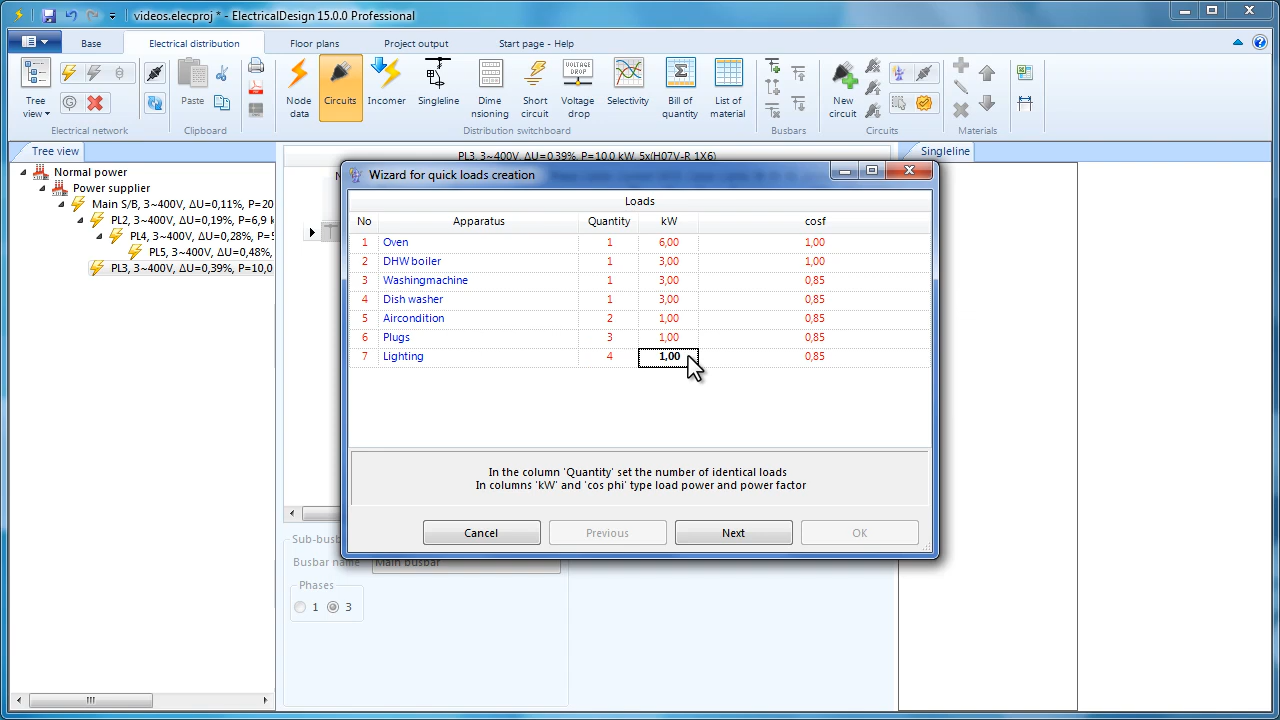 videos.elecproj * - ElectricalDesign 15.0.0 Professional
Base
Electrical distribution
Floor plans
Project output
Start page - Help
Tree view
Paste
Node data
Circuits
Incomer
Singleline
Dime nsioning
Short circuit
VOLTAGE DROP
Voltage drop
Selectivity
Bill of quantity
List of material
New circuit
Electrical network
Clipboard
Distribution switchboard
Busbars
Circuits
Materials
Tree view
Normal power
Power supplier
Main S/B, 3~400V, ΔU=0,11%, P=20,
PL2, 3~400V, ΔU=0,19%, P=6,9 k
PL4, 3~400V, ΔU=0,28%, P=5
PL5, 3~400V, ΔU=0,48%,
PL3, 3~400V, ΔU=0,39%, P=10,0
PL3, 3~400V, ΔU=0,39%, P=10,0 kW, 5x(H07V-R 1X6)
Singleline
Wizard for quick loads creation
Loads
No Apparatus Quantity kW cosf
1 Oven 1 6,00 1,00
2 DHW boiler 1 3,00 1,00
3 Washingmachine 1 3,00 0,85
4 Dish washer 1 3,00 0,85
5 Aircondition 2 1,00 0,85
6 Plugs 3 1,00 0,85
7 Lighting 4 1,00 0,85
In the column 'Quantity' set the number of identical loads
In columns 'kW' and 'cos phi' type load power and power factor
Cancel
Previous
Next
OK
Sub-busb
Busbar name
Main busbar
Phases
1
3